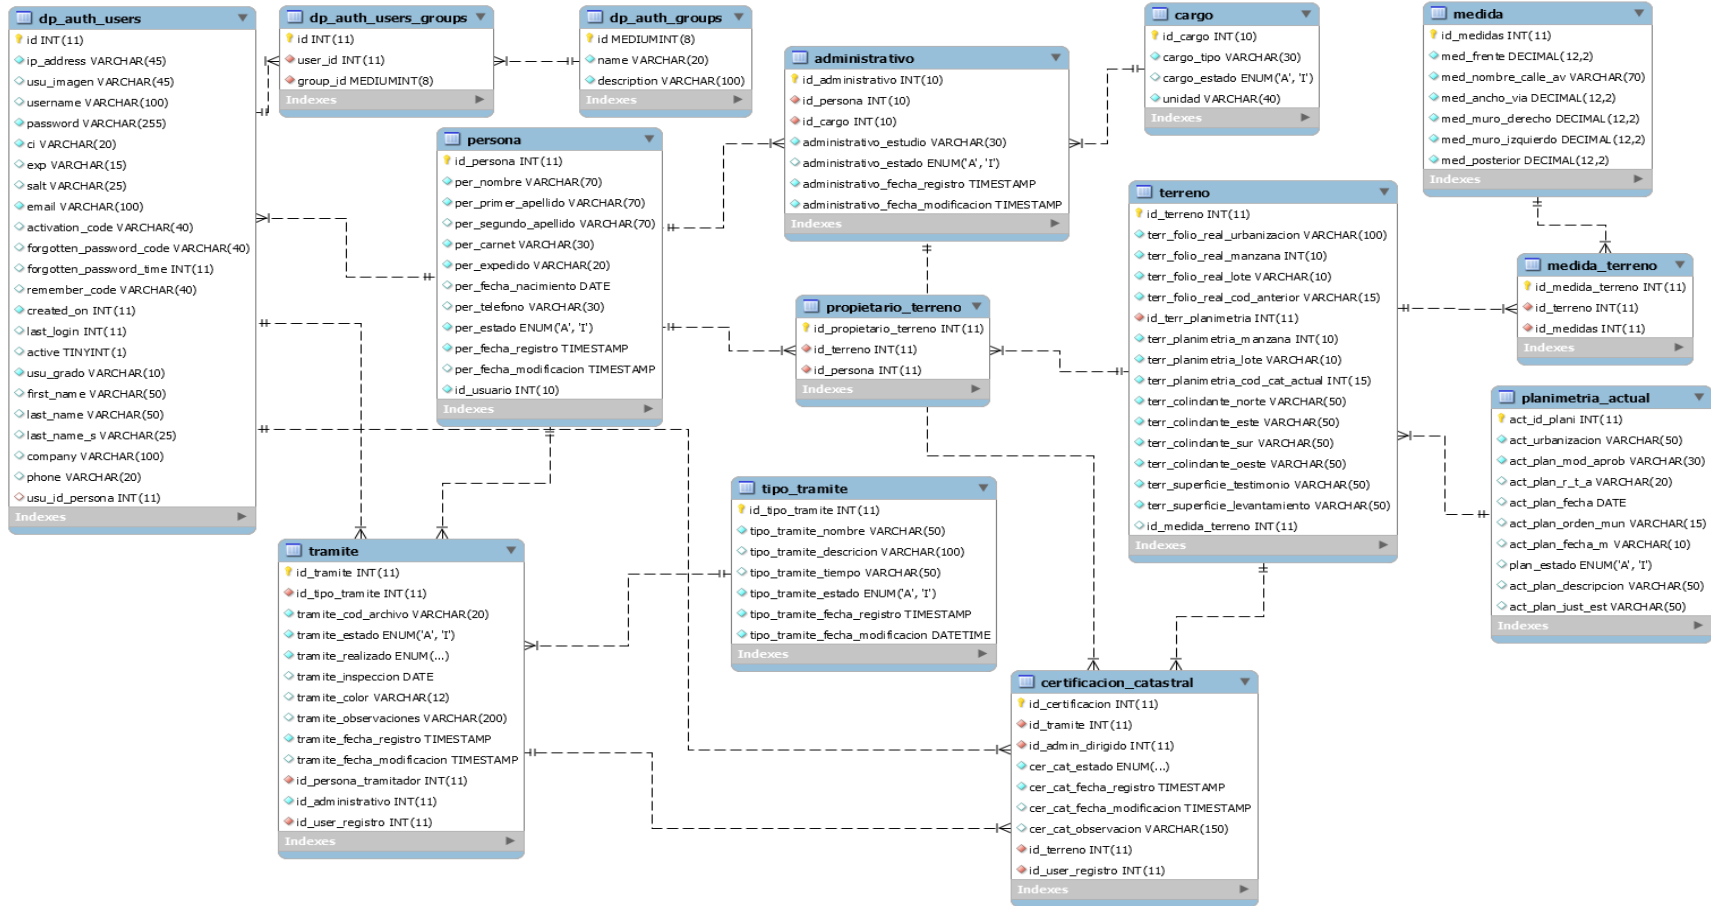 dp_auth_users
id INT(11)
ip_address VARCHAR(45)
usu_imagen VARCHAR(45)
username VARCHAR(100)
password VARCHAR(255)
ci VARCHAR(20)
exp VARCHAR(15)
salt VARCHAR(25)
email VARCHAR(100)
activation_code VARCHAR(40)
forgotten_password_code VARCHAR(40)
forgotten_password_time INT(11)
remember_code VARCHAR(40)
created_on INT(11)
last_login INT(11)
active TINYINT(1)
usu_grado VARCHAR(10)
first_name VARCHAR(50)
last_name VARCHAR(50)
last_name_s VARCHAR(25)
company VARCHAR(100)
phone VARCHAR(20)
usu_id_persona INT(11)
Indexes
dp_auth_users_groups
id INT(11)
user_id INT(11)
group_id MEDIUMINT(8)
Indexes
dp_auth_groups
id MEDIUMINT(8)
name VARCHAR(20)
description VARCHAR(100)
Indexes
persona
id_persona INT(11)
per_nombre VARCHAR(70)
per_primer_apellido VARCHAR(70)
per_segundo_apellido VARCHAR(70)
per_carnet VARCHAR(30)
per_expedido VARCHAR(20)
per_fecha_nacimiento DATE
per_telefono VARCHAR(30)
per_estado ENUM('A', 'I')
per_fecha_registro TIMESTAMP
per_fecha_modificacion TIMESTAMP
id_usuario INT(10)
Indexes
administrativo
id_administrativo INT(10)
id_persona INT(10)
id_cargo INT(10)
administrativo_estudio VARCHAR(30)
administrativo_estado ENUM('A', 'I')
administrativo_fecha_registro TIMESTAMP
administrativo_fecha_modificacion TIMESTAMP
Indexes
cargo
id_cargo INT(10)
cargo_tipo VARCHAR(30)
cargo_estado ENUM('A', 'I')
unidad VARCHAR(40)
Indexes
medida
id_medidas INT(11)
med_frente DECIMAL(12,2)
med_nombre_calle_av VARCHAR(70)
med_ancho_via DECIMAL(12,2)
med_muro_derecho DECIMAL(12,2)
med_muro_izquierdo DECIMAL(12,2)
med_posterior DECIMAL(12,2)
Indexes
propietario_terreno
id_propietario_terreno INT(11)
id_terreno INT(11)
id_persona INT(11)
Indexes
terreno
id_terreno INT(11)
terr_folio_real_urbanizacion VARCHAR(100)
terr_folio_real_manzana INT(10)
terr_folio_real_lote VARCHAR(10)
terr_folio_real_cod_anterior VARCHAR(15)
id_terr_planimetria INT(11)
terr_planimetria_manzana INT(10)
terr_planimetria_lote VARCHAR(10)
terr_planimetria_cod_cat_actual INT(15)
terr_colindante_norte VARCHAR(50)
terr_colindante_este VARCHAR(50)
terr_colindante_sur VARCHAR(50)
terr_colindante_oeste VARCHAR(50)
terr_superficie_testimonio VARCHAR(50)
terr_superficie_levantamiento VARCHAR(50)
id_medida_terreno INT(11)
Indexes
medida_terreno
id_medida_terreno INT(11)
id_terreno INT(11)
id_medidas INT(11)
Indexes
planimetria_actual
act_id_plani INT(11)
act_urbanizacion VARCHAR(50)
act_plan_mod_aprob VARCHAR(30)
act_plan_r_t_a VARCHAR(20)
act_plan_fecha DATE
act_plan_orden_mun VARCHAR(15)
act_plan_fecha_m VARCHAR(10)
plan_estado ENUM('A', 'I')
act_plan_descripcion VARCHAR(50)
act_plan_just_est VARCHAR(50)
Indexes
tramite
id_tramite INT(11)
id_tipo_tramite INT(11)
tramite_cod_archivo VARCHAR(20)
tramite_estado ENUM('A', 'I')
tramite_realizado ENUM(...)
tramite_inspeccion DATE
tramite_color VARCHAR(12)
tramite_observaciones VARCHAR(200)
tramite_fecha_registro TIMESTAMP
tramite_fecha_modificacion TIMESTAMP
id_persona_tramitador INT(11)
id_administrativo INT(11)
id_user_registro INT(11)
Indexes
tipo_tramite
id_tipo_tramite INT(11)
tipo_tramite_nombre VARCHAR(50)
tipo_tramite_descricion VARCHAR(100)
tipo_tramite_tiempo VARCHAR(50)
tipo_tramite_estado ENUM('A', 'I')
tipo_tramite_fecha_registro TIMESTAMP
tipo_tramite_fecha_modificacion DATETIME
Indexes
certificacion_catastral
id_certificacion INT(11)
id_tramite INT(11)
id_admin_dirigido INT(11)
cer_cat_estado ENUM(...)
cer_cat_fecha_registro TIMESTAMP
cer_cat_fecha_modificacion TIMESTAMP
cer_cat_observacion VARCHAR(150)
id_terreno INT(11)
id_user_registro INT(11)
Indexes